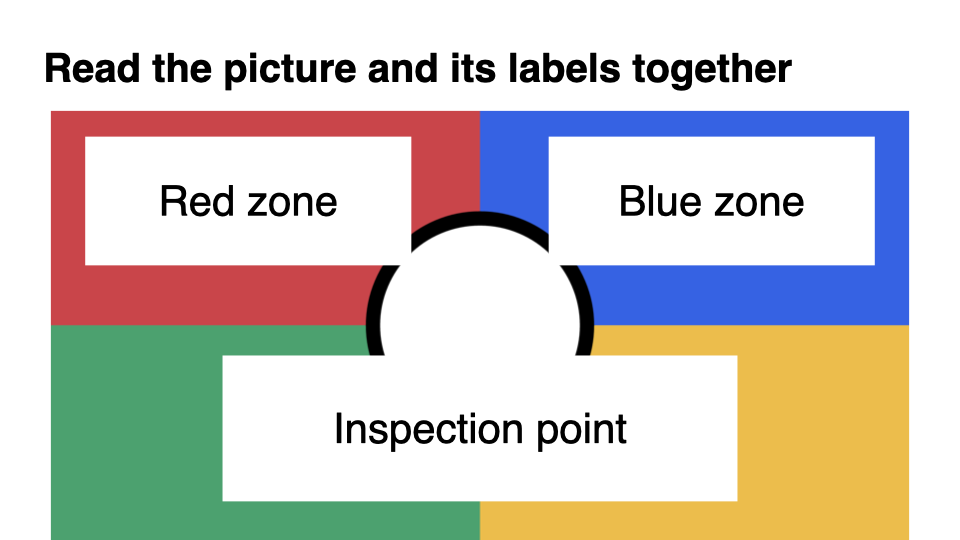 Read the picture and its labels together
Red zone
Blue zone
Inspection point